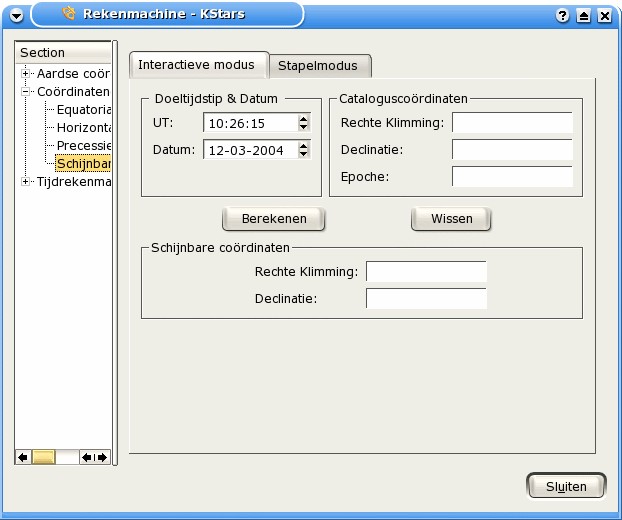 Rekenmachine - KStars
Section
Aardse coör
Coördinaten
Equatoria
Horizonta
Precessie
Schijnbar
Tijdrekenma
Interactieve modus
Stapelmodus
Doeltijdstip & Datum
UT: 10:26:15
Datum: 12-03-2004
Cataloguscoördinaten
Rechte Klimming:
Declinatie:
Epoche:
Berekenen
Wissen
Schijnbare coördinaten
Rechte Klimming:
Declinatie:
Sluiten